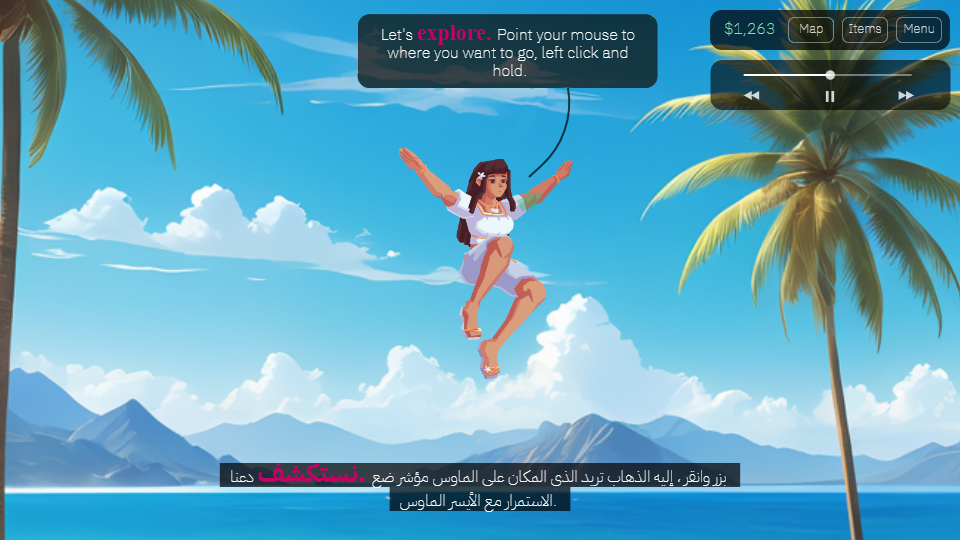 Let's explore. Point your mouse to
where you want to go, left click and
hold.
$1,263 Map Items Menu
دعنا نستكشف. ضع مؤشر الماوس على المكان الذى تريد الذهاب إليه ، وانقر بزر
الماوس الأيسر مع الاستمرار.